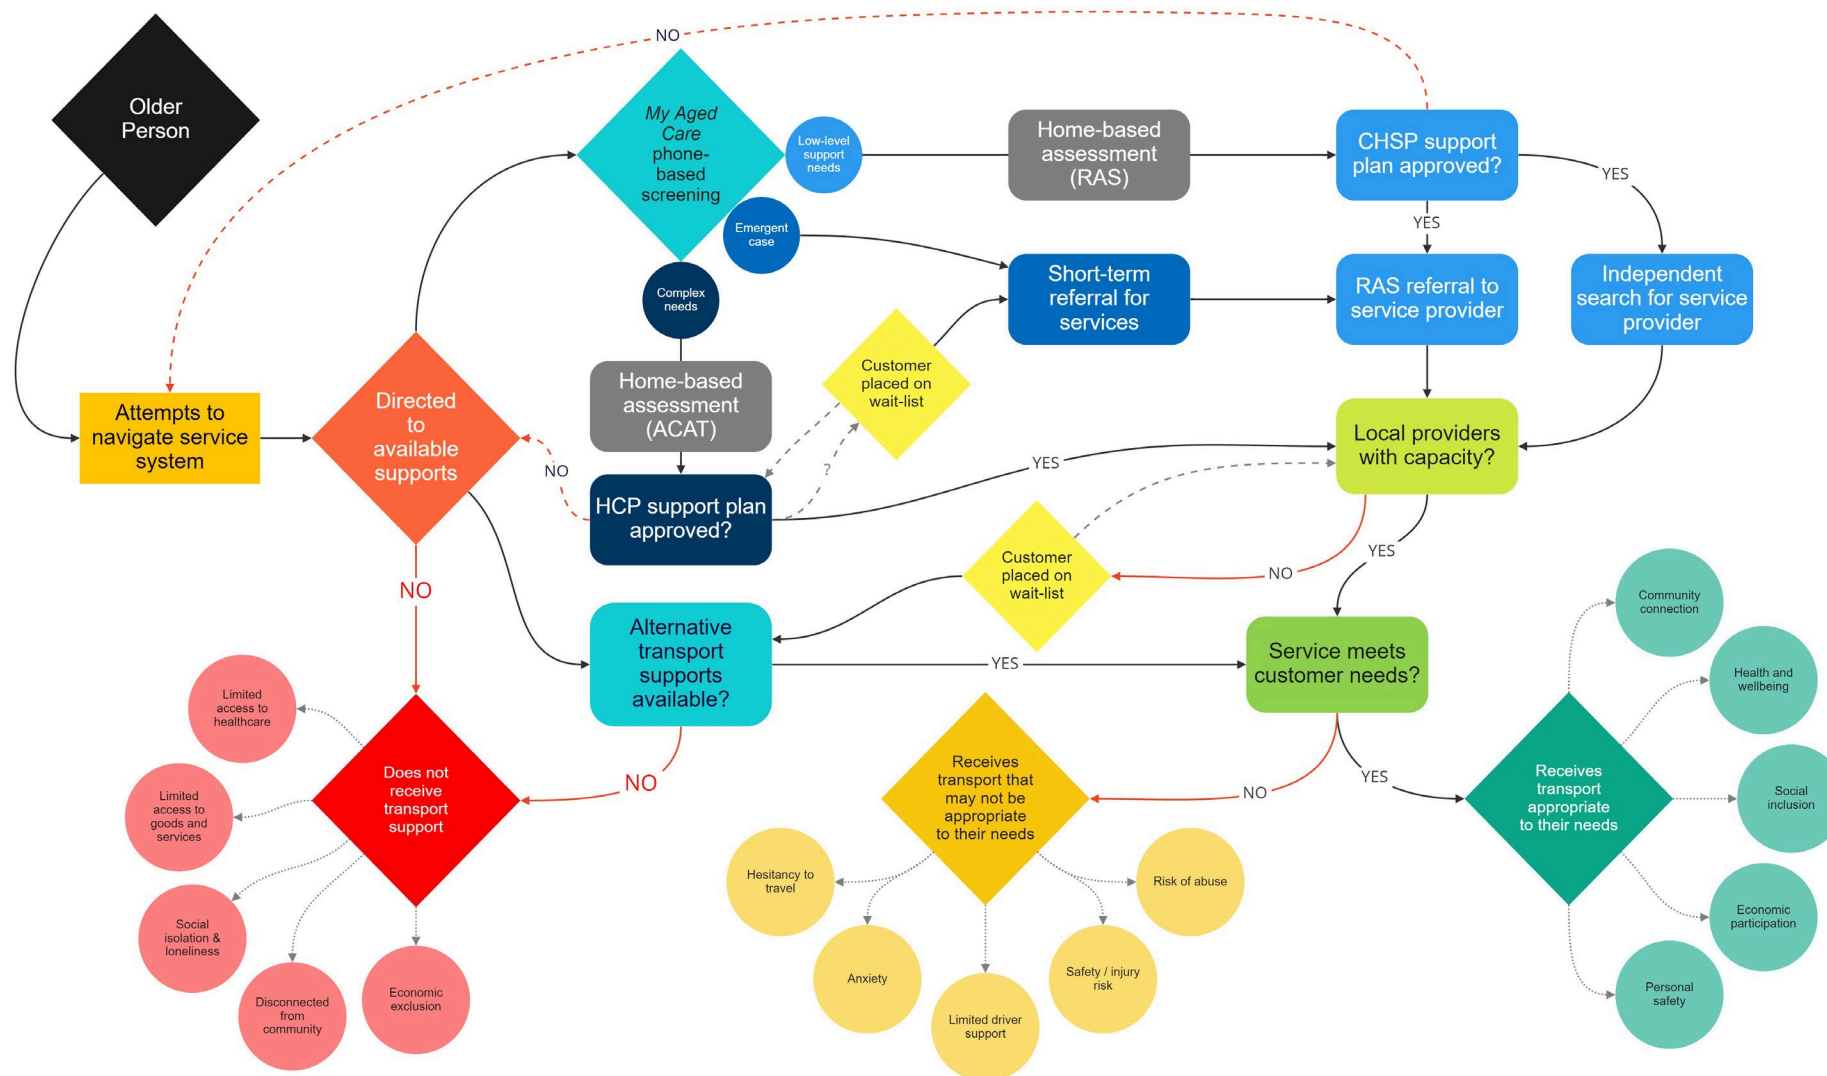 NO
Older
Person
My Aged
Care
phone-
based
screening
Low-level
support
needs
Home-based
assessment
(RAS)
CHSP support
plan approved?
YES
YES
Emergent
case
Complex
needs
Short-term
referral for
services
RAS referral to
service provider
Independent
search for service
provider
Attempts to
navigate service
system
Directed
to
available
supports
Home-based
assessment
(ACAT)
Customer
placed on
wait-list
Local providers
with capacity?
NO
?
YES
HCP support plan
approved?
NO
Customer
placed on
wait-list
NO
YES
Alternative
transport
supports
available?
YES
Service meets
customer needs?
NO
NO
YES
Does not
receive
transport
support
Limited
access to
healthcare
Limited
access to
goods and
services
Social
isolation &
loneliness
Disconnected
from
community
Economic
exclusion
Receives
transport that
may not be
appropriate
to their needs
Hesitancy to
travel
Anxiety
Limited driver
support
Safety / injury
risk
Risk of abuse
Receives
transport
appropriate
to their needs
Community
connection
Health and
wellbeing
Social
inclusion
Economic
participation
Personal
safety